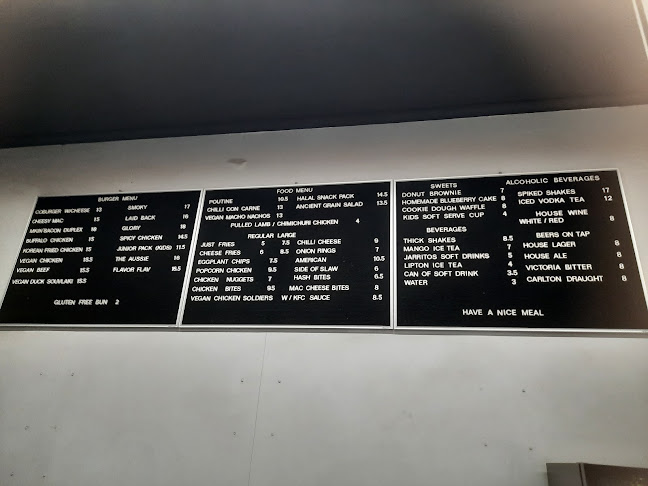 BURGER MENU
COBURGER W/CHEESE 13 SMOKY 17
CHEESY MAC 15 LAID BACK 16
MKIN/BACON DUPLEX 18 GLORY 18
BUFFALO CHICKEN 15 SPICY CHICKEN 14.5
KOREAN FRIED CHICKEN 15 JUNIOR PACK (KIDS) 11.5
VEGAN CHICKEN 15.5 THE AUSSIE 18
VEGAN BEEF 15.5 FLAVOR FLAV 19.5
VEGAN DUCK SOUVLAKI 15.5
GLUTEN FREE BUN 2
FOOD MENU
POUTINE 10.5 HALAL SNACK PACK 14.5
CHILLI CON CARNE 13 ANCIENT GRAIN SALAD 13.5
VEGAN MACHO NACHOS 13
PULLED LAMB / CHIMICHURI CHICKEN 4
REGULAR LARGE
JUST FRIES 5 7.5 CHILLI CHEESE 9
CHEESE FRIES 6 8.5 ONION RINGS 7
EGGPLANT CHIPS 7.5 AMERICAN 10.5
POPCORN CHICKEN 9.5 SIDE OF SLAW 6
CHICKEN NUGGETS 7 HASH BITES 6.5
CHICKEN BITES 9.5 MAC CHEESE BITES 8
VEGAN CHICKEN SOLDIERS W/KFC SAUCE 8.5
SWEETS
DONUT BROWNIE 7
HOMEMADE BLUEBERRY CAKE 8
COOKIE DOUGH WAFFLE 8
KIDS SOFT SERVE CUP 4
BEVERAGES
THICK SHAKES 8.5
MANGO ICE TEA 7
JARRITOS SOFT DRINKS 5
LIPTON ICE TEA 4
CAN OF SOFT DRINK 3.5
WATER 3
ALCOHOLIC BEVERAGES
SPIKED SHAKES 17
ICED VODKA TEA 12
HOUSE WINE
WHITE / RED 8
BEERS ON TAP
HOUSE LAGER 8
HOUSE ALE 8
VICTORIA BITTER 8
CARLTON DRAUGHT 8
HAVE A NICE MEAL